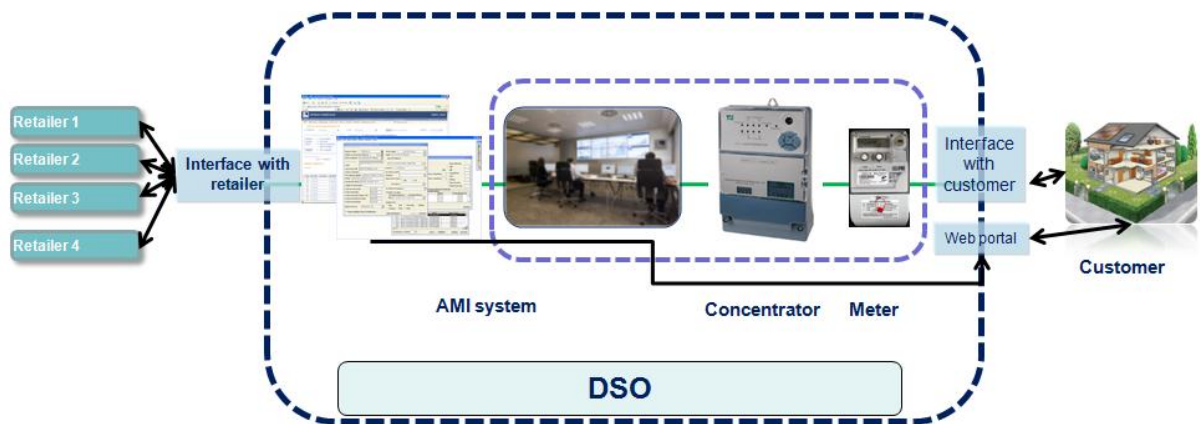 Retailer 1
Retailer 2
Retailer 3
Retailer 4
Interface with
retailer
Interface
with
customer
Web portal
Customer
AMI system
Concentrator
Meter
DSO